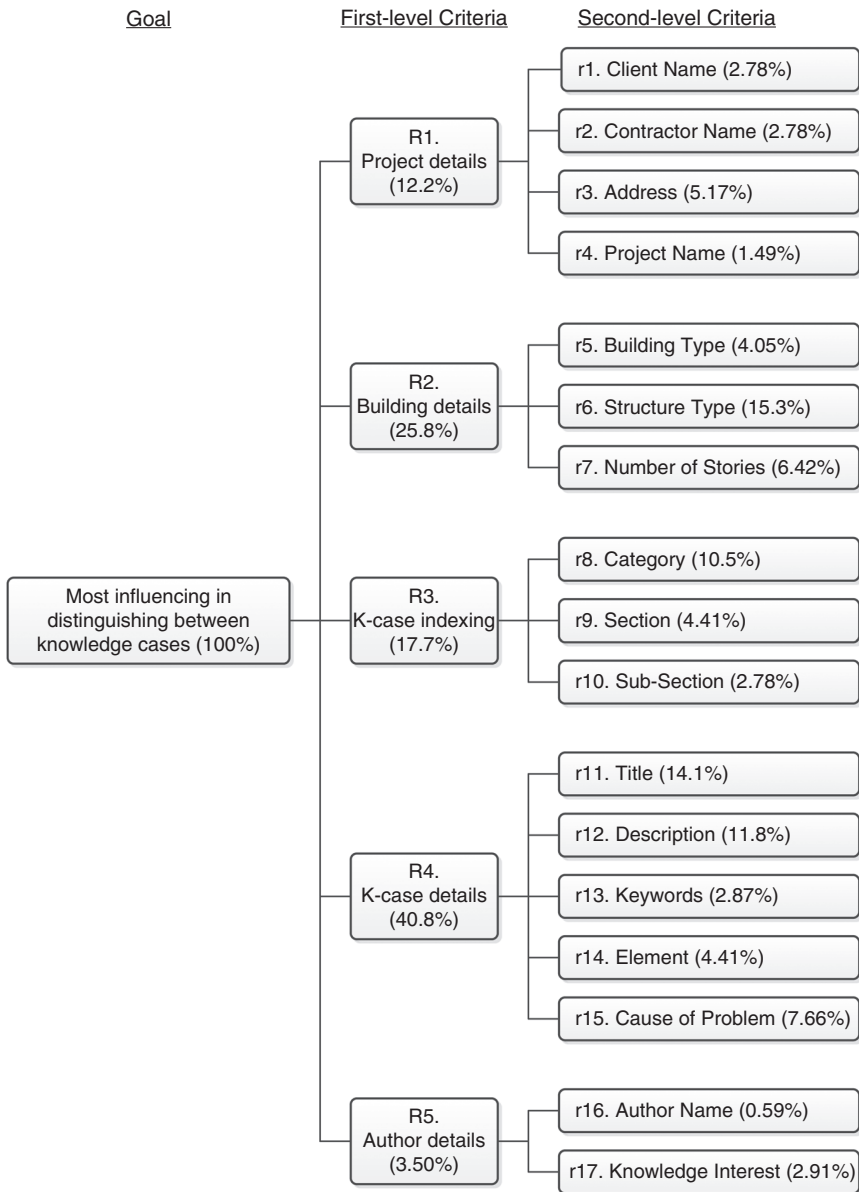 Goal
First-level Criteria
Second-level Criteria
r1. Client Name (2.78%)
r2. Contractor Name (2.78%)
R1.
Project details
(12.2%)
r3. Address (5.17%)
r4. Project Name (1.49%)
r5. Building Type (4.05%)
R2.
Building details
(25.8%)
r6. Structure Type (15.3%)
r7. Number of Stories (6.42%)
r8. Category (10.5%)
Most influencing in
distinguishing between
knowledge cases (100%)
R3.
K-case indexing
(17.7%)
r9. Section (4.41%)
r10. Sub-Section (2.78%)
r11. Title (14.1%)
r12. Description (11.8%)
R4.
K-case details
(40.8%)
r13. Keywords (2.87%)
r14. Element (4.41%)
r15. Cause of Problem (7.66%)
R5.
Author details
(3.50%)
r16. Author Name (0.59%)
r17. Knowledge Interest (2.91%)